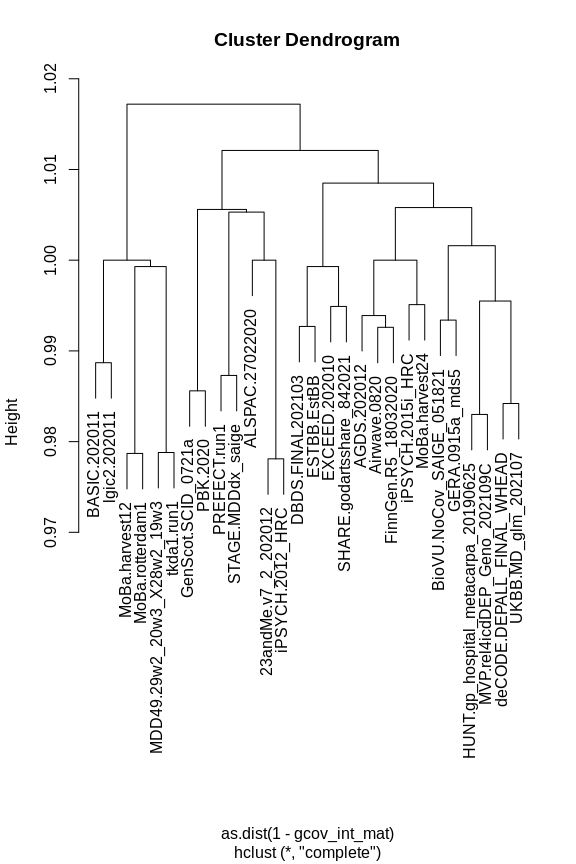 Cluster Dendrogram
Height
1.02
1.01
1.00
0.99
0.98
0.97
BASIC.202011
lgic2.202011
MoBa.harvest12
MoBa.rotterdam1
MDD49.29w2_20w3_X28w2_19w3
tkda1.run1
GenScot.SCID_0721a
PBK.2020
PREFECT.run1
STAGE.MDDdx_saige
ALSPAC.27022020
23andMe.v7_2_202012
iPSYCH.2012_HRC
DBDS.FINAL202103
ESTBB.EstBB
EXCEED.202010
SHARE.godartsshare_842021
AGDS.202012
Airwave.0820
FinnGen.R5_18032020
iPSYCH.2015i_HRC
MoBa.harvest24
BioVU.NoCov_SAIGE_051821
GERA.0915a_mds5
HUNT.gp_hospital_metacarpa_20190625
MVP.rel4icdDEP_Geno_202109C
deCODE.DEPALL_FINAL_WHEAD
UKBB.MD_glm_202107
as.dist(1 - gcov_int_mat)
hclust (*, "complete")